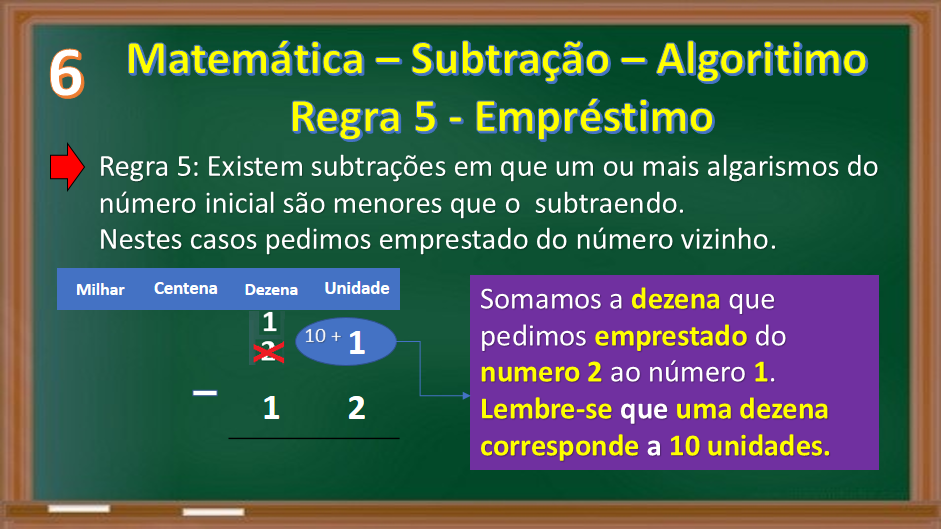 6
Matemática – Subtração – Algoritimo
Regra 5 - Empréstimo
Regra 5: Existem subtrações em que um ou mais algarismos do
número inicial são menores que o subtraendo.
Nestes casos pedimos emprestado do número vizinho.
Milhar Centena Dezena Unidade
1
2 10 + 1
– 1 2
Somamos a dezena que
pedimos emprestado do
numero 2 ao número 1.
Lembre-se que uma dezena
corresponde a 10 unidades.